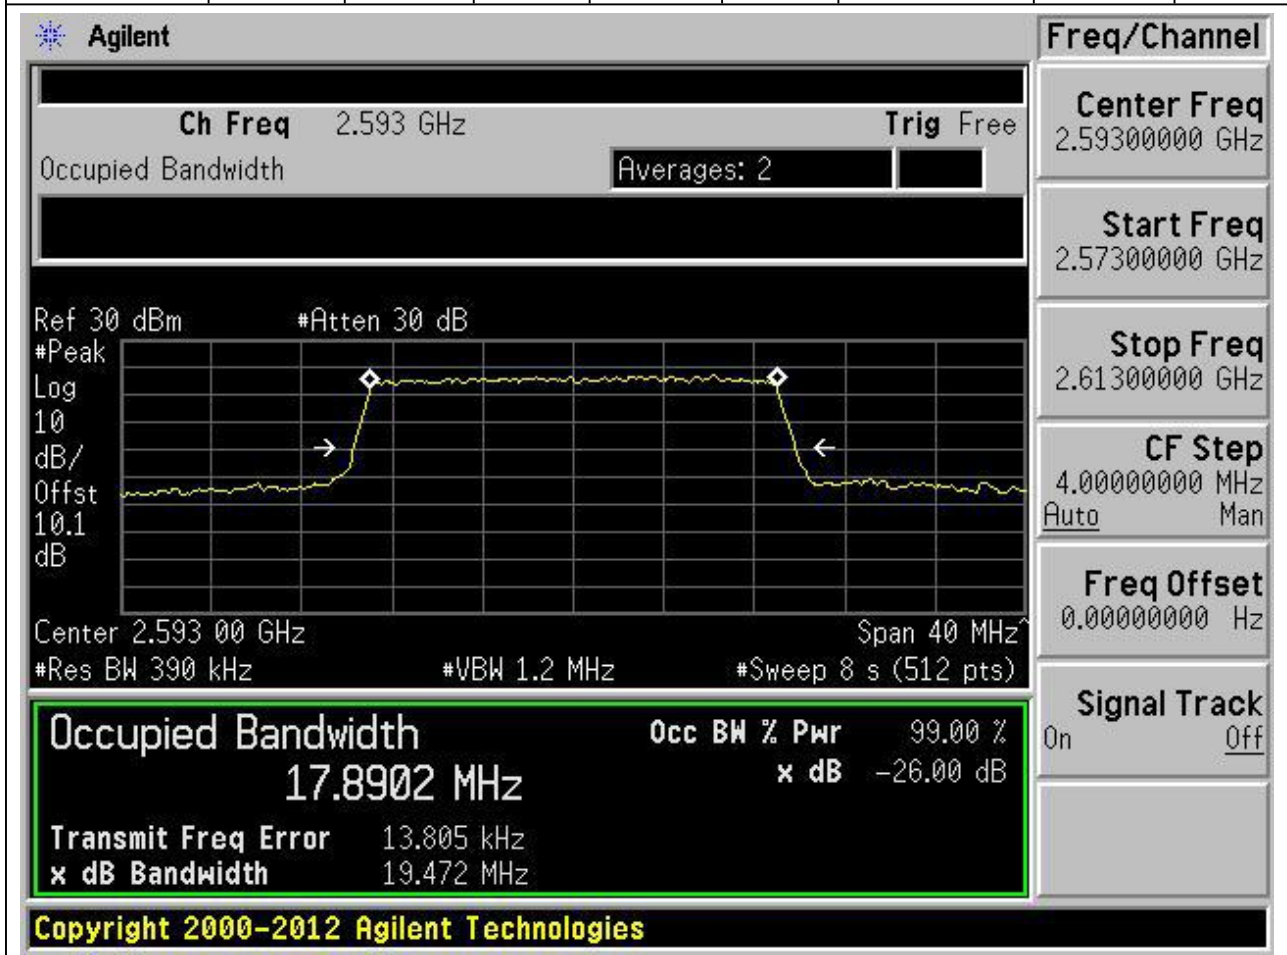 Agilent
Freq/Channel
Ch Freq 2.593 GHz Trig Free
Occupied Bandwidth Averages: 2
Center Freq
2.59300000 GHz
Start Freq
2.57300000 GHz
Stop Freq
2.61300000 GHz
CF Step
4.00000000 MHz
Auto Man
Freq Offset
0.00000000 Hz
Signal Track
On Off
Ref 30 dBm #Atten 30 dB
#Peak
Log
10
dB/
Offst
10.1
dB
Center 2.593 00 GHz Span 40 MHz^
#Res BW 390 kHz #VBW 1.2 MHz #Sweep 8 s (512 pts)
Occupied Bandwidth Occ BW % Pwr 99.00 %
17.8902 MHz x dB -26.00 dB
Transmit Freq Error 13.805 kHz
x dB Bandwidth 19.472 MHz
Copyright 2000-2012 Agilent Technologies